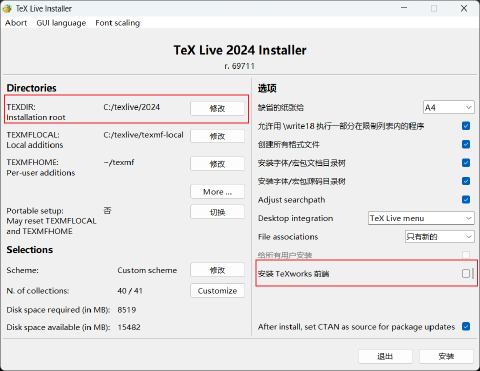 TeX Live Installer
Abort GUI language Font scaling
TeX Live 2024 Installer
r. 69711
Directories
TEXDIR: C:/texlive/2024 修改
Installation root
TEXMFLOCAL: C:/texlive/texmf-local 修改
Local additions
TEXMFHOME: ~/texmf 修改
Per-user additions
More ...
Portable setup: 否 切换
May reset TEXMFLOCAL
and TEXMFHOME
Selections
Scheme: Custom scheme 修改
N. of collections: 40 / 41 Customize
Disk space required (in MB): 8519
Disk space available (in MB): 15482
选项
缺省的纸张给 A4
允许用 \write18 执行一部分在限制列表内的程序
创建所有格式文件
安装字体/宏包文档目录树
安装字体/宏包源码目录树
Adjust searchpath
Desktop integration TeX Live menu
File associations 只有新的
给所有用户安装
安装 TeXworks 前端
After install, set CTAN as source for package updates
退出 安装